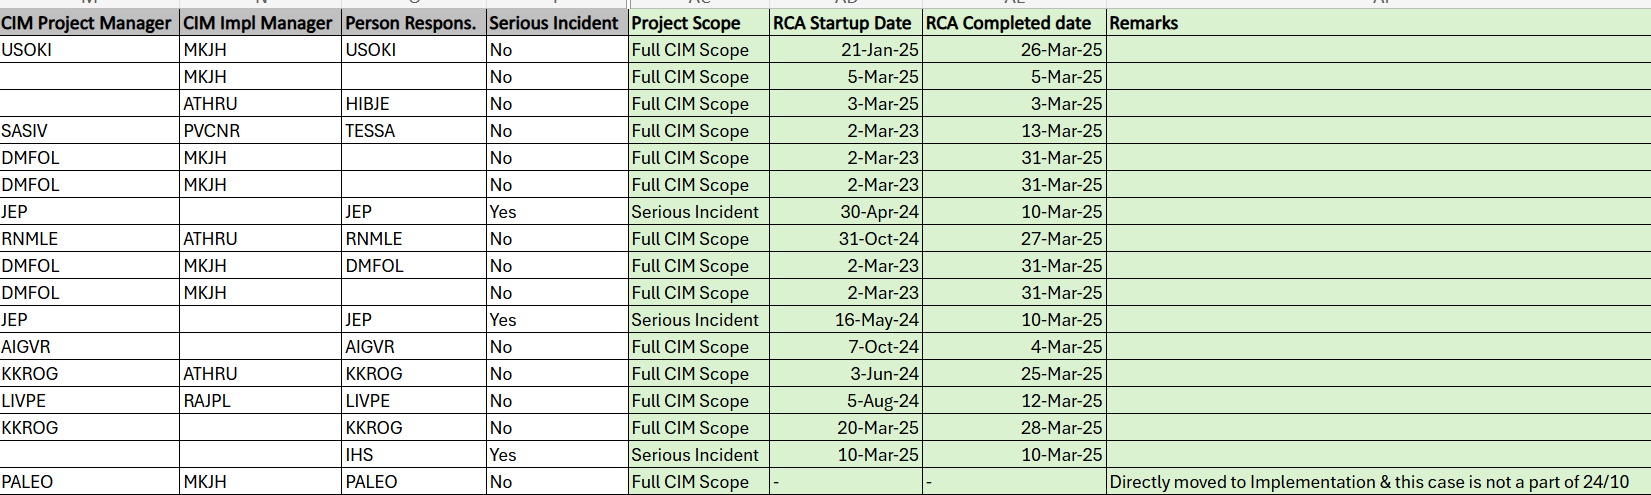 CIM Project Manager CIM Impl Manager Person Respons. Serious Incident Project Scope RCA Startup Date RCA Completed date Remarks
USOKI MKJH USOKI No Full CIM Scope 21-Jan-25 26-Mar-25
MKJH No Full CIM Scope 5-Mar-25 5-Mar-25
ATHRU HIBJE No Full CIM Scope 3-Mar-25 3-Mar-25
SASIV PVCNR TESSA No Full CIM Scope 2-Mar-23 13-Mar-25
DMFOL MKJH No Full CIM Scope 2-Mar-23 31-Mar-25
DMFOL MKJH No Full CIM Scope 2-Mar-23 31-Mar-25
JEP JEP Yes Serious Incident 30-Apr-24 10-Mar-25
RNMLE ATHRU RNMLE No Full CIM Scope 31-Oct-24 27-Mar-25
DMFOL MKJH DMFOL No Full CIM Scope 2-Mar-23 31-Mar-25
DMFOL MKJH No Full CIM Scope 2-Mar-23 31-Mar-25
JEP JEP Yes Serious Incident 16-May-24 10-Mar-25
AIGVR AIGVR No Full CIM Scope 7-Oct-24 4-Mar-25
KKROG ATHRU KKROG No Full CIM Scope 3-Jun-24 25-Mar-25
LIVPE RAJPL LIVPE No Full CIM Scope 5-Aug-24 12-Mar-25
KKROG KKROG No Full CIM Scope 20-Mar-25 28-Mar-25
IHS Yes Serious Incident 10-Mar-25 10-Mar-25
PALEO MKJH PALEO No Full CIM Scope - - Directly moved to Implementation & this case is not a part of 24/10